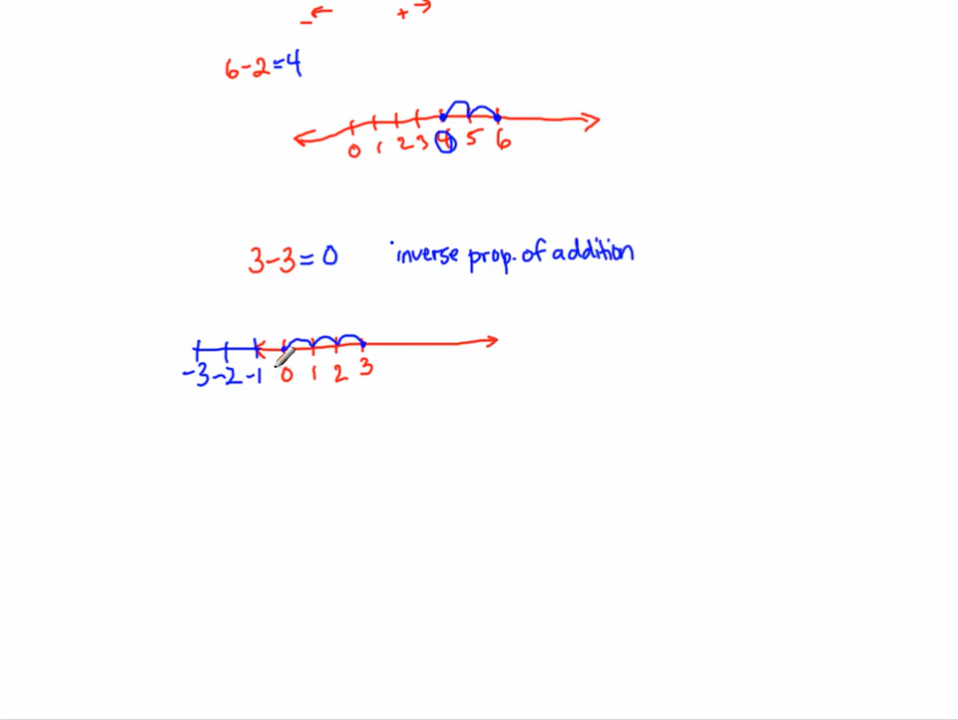 - +
6-2=4
0 1 2 3 4 5 6
3-3=0 inverse prop. of addition
-3 -2 -1 0 1 2 3